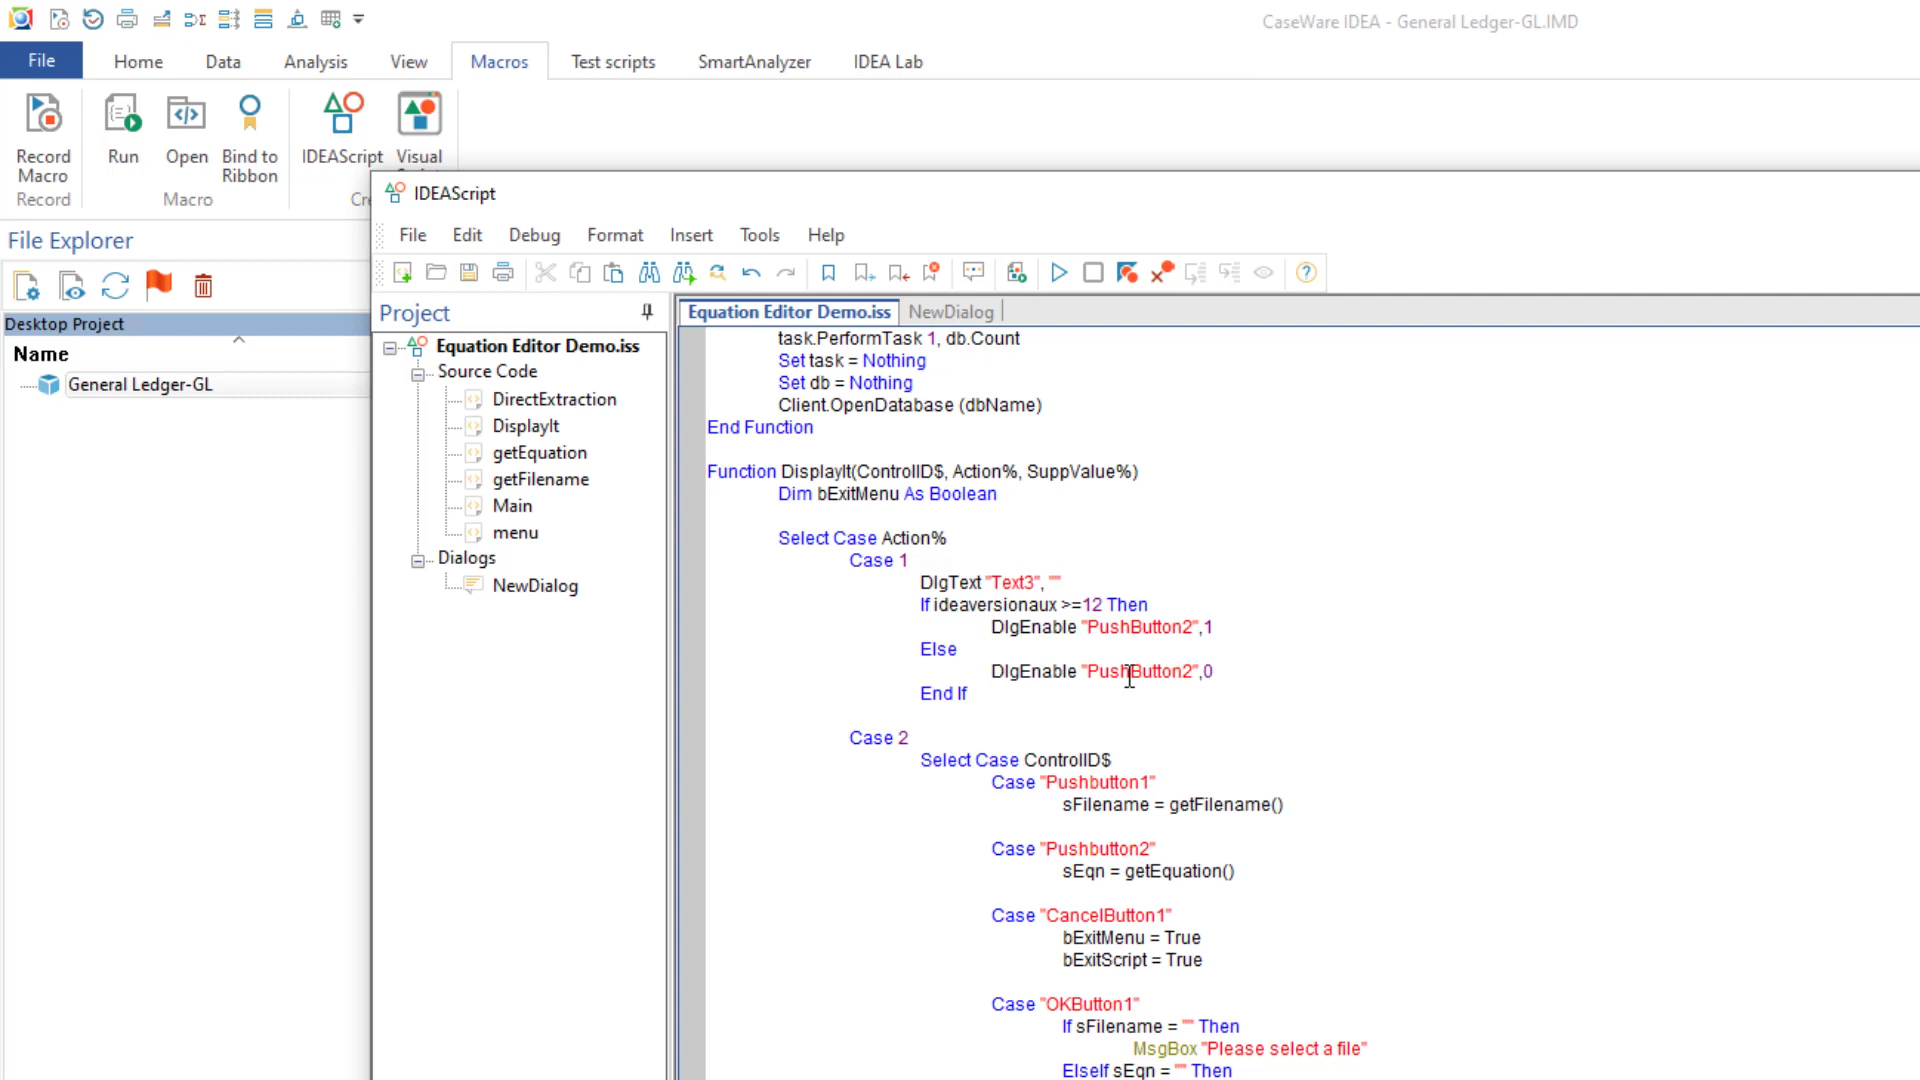 CaseWare IDEA - General Ledger-GL.IMD
File Home Data Analysis View Macros Test scripts SmartAnalyzer IDEA Lab
Record Macro Run Open Bind to Ribbon IDEAScript Visual
Record Macro
File Explorer
Desktop Project
Name
General Ledger-GL
IDEAScript
File Edit Debug Format Insert Tools Help
Project
Equation Editor Demo.iss
Source Code
DirectExtraction
DisplayIt
getEquation
getFilename
Main
menu
Dialogs
NewDialog
Equation Editor Demo.iss NewDialog
task.PerformTask 1, db.Count
Set task = Nothing
Set db = Nothing
Client.OpenDatabase (dbName)
End Function
Function DisplayIt(ControlID$, Action%, SuppValue%)
Dim bExitMenu As Boolean
Select Case Action%
Case 1
DlgText "Text3", ""
If ideaversionaux >=12 Then
DlgEnable "PushButton2",1
Else
DlgEnable "PushButton2",0
End If
Case 2
Select Case ControlID$
Case "Pushbutton1"
sFilename = getFilename()
Case "Pushbutton2"
sEqn = getEquation()
Case "CancelButton1"
bExitMenu = True
bExitScript = True
Case "OKButton1"
If sFilename = "" Then
MsgBox "Please select a file"
ElseIf sEqn = "" Then